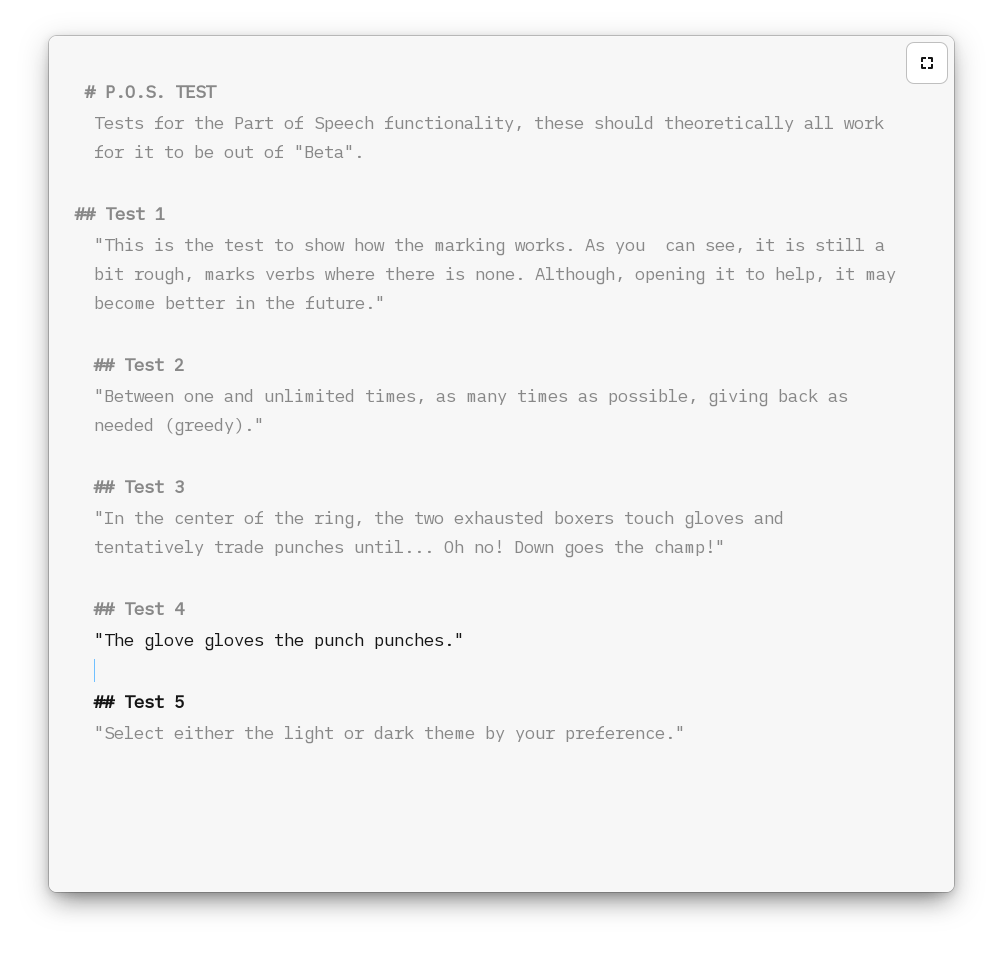 # P.O.S. TEST
Tests for the Part of Speech functionality, these should theoretically all work
for it to be out of "Beta".
## Test 1
"This is the test to show how the marking works. As you  can see, it is still a
bit rough, marks verbs where there is none. Although, opening it to help, it may
become better in the future."
## Test 2
"Between one and unlimited times, as many times as possible, giving back as
needed (greedy)."
## Test 3
"In the center of the ring, the two exhausted boxers touch gloves and
tentatively trade punches until... Oh no! Down goes the champ!"
## Test 4
"The glove gloves the punch punches."
## Test 5
"Select either the light or dark theme by your preference."